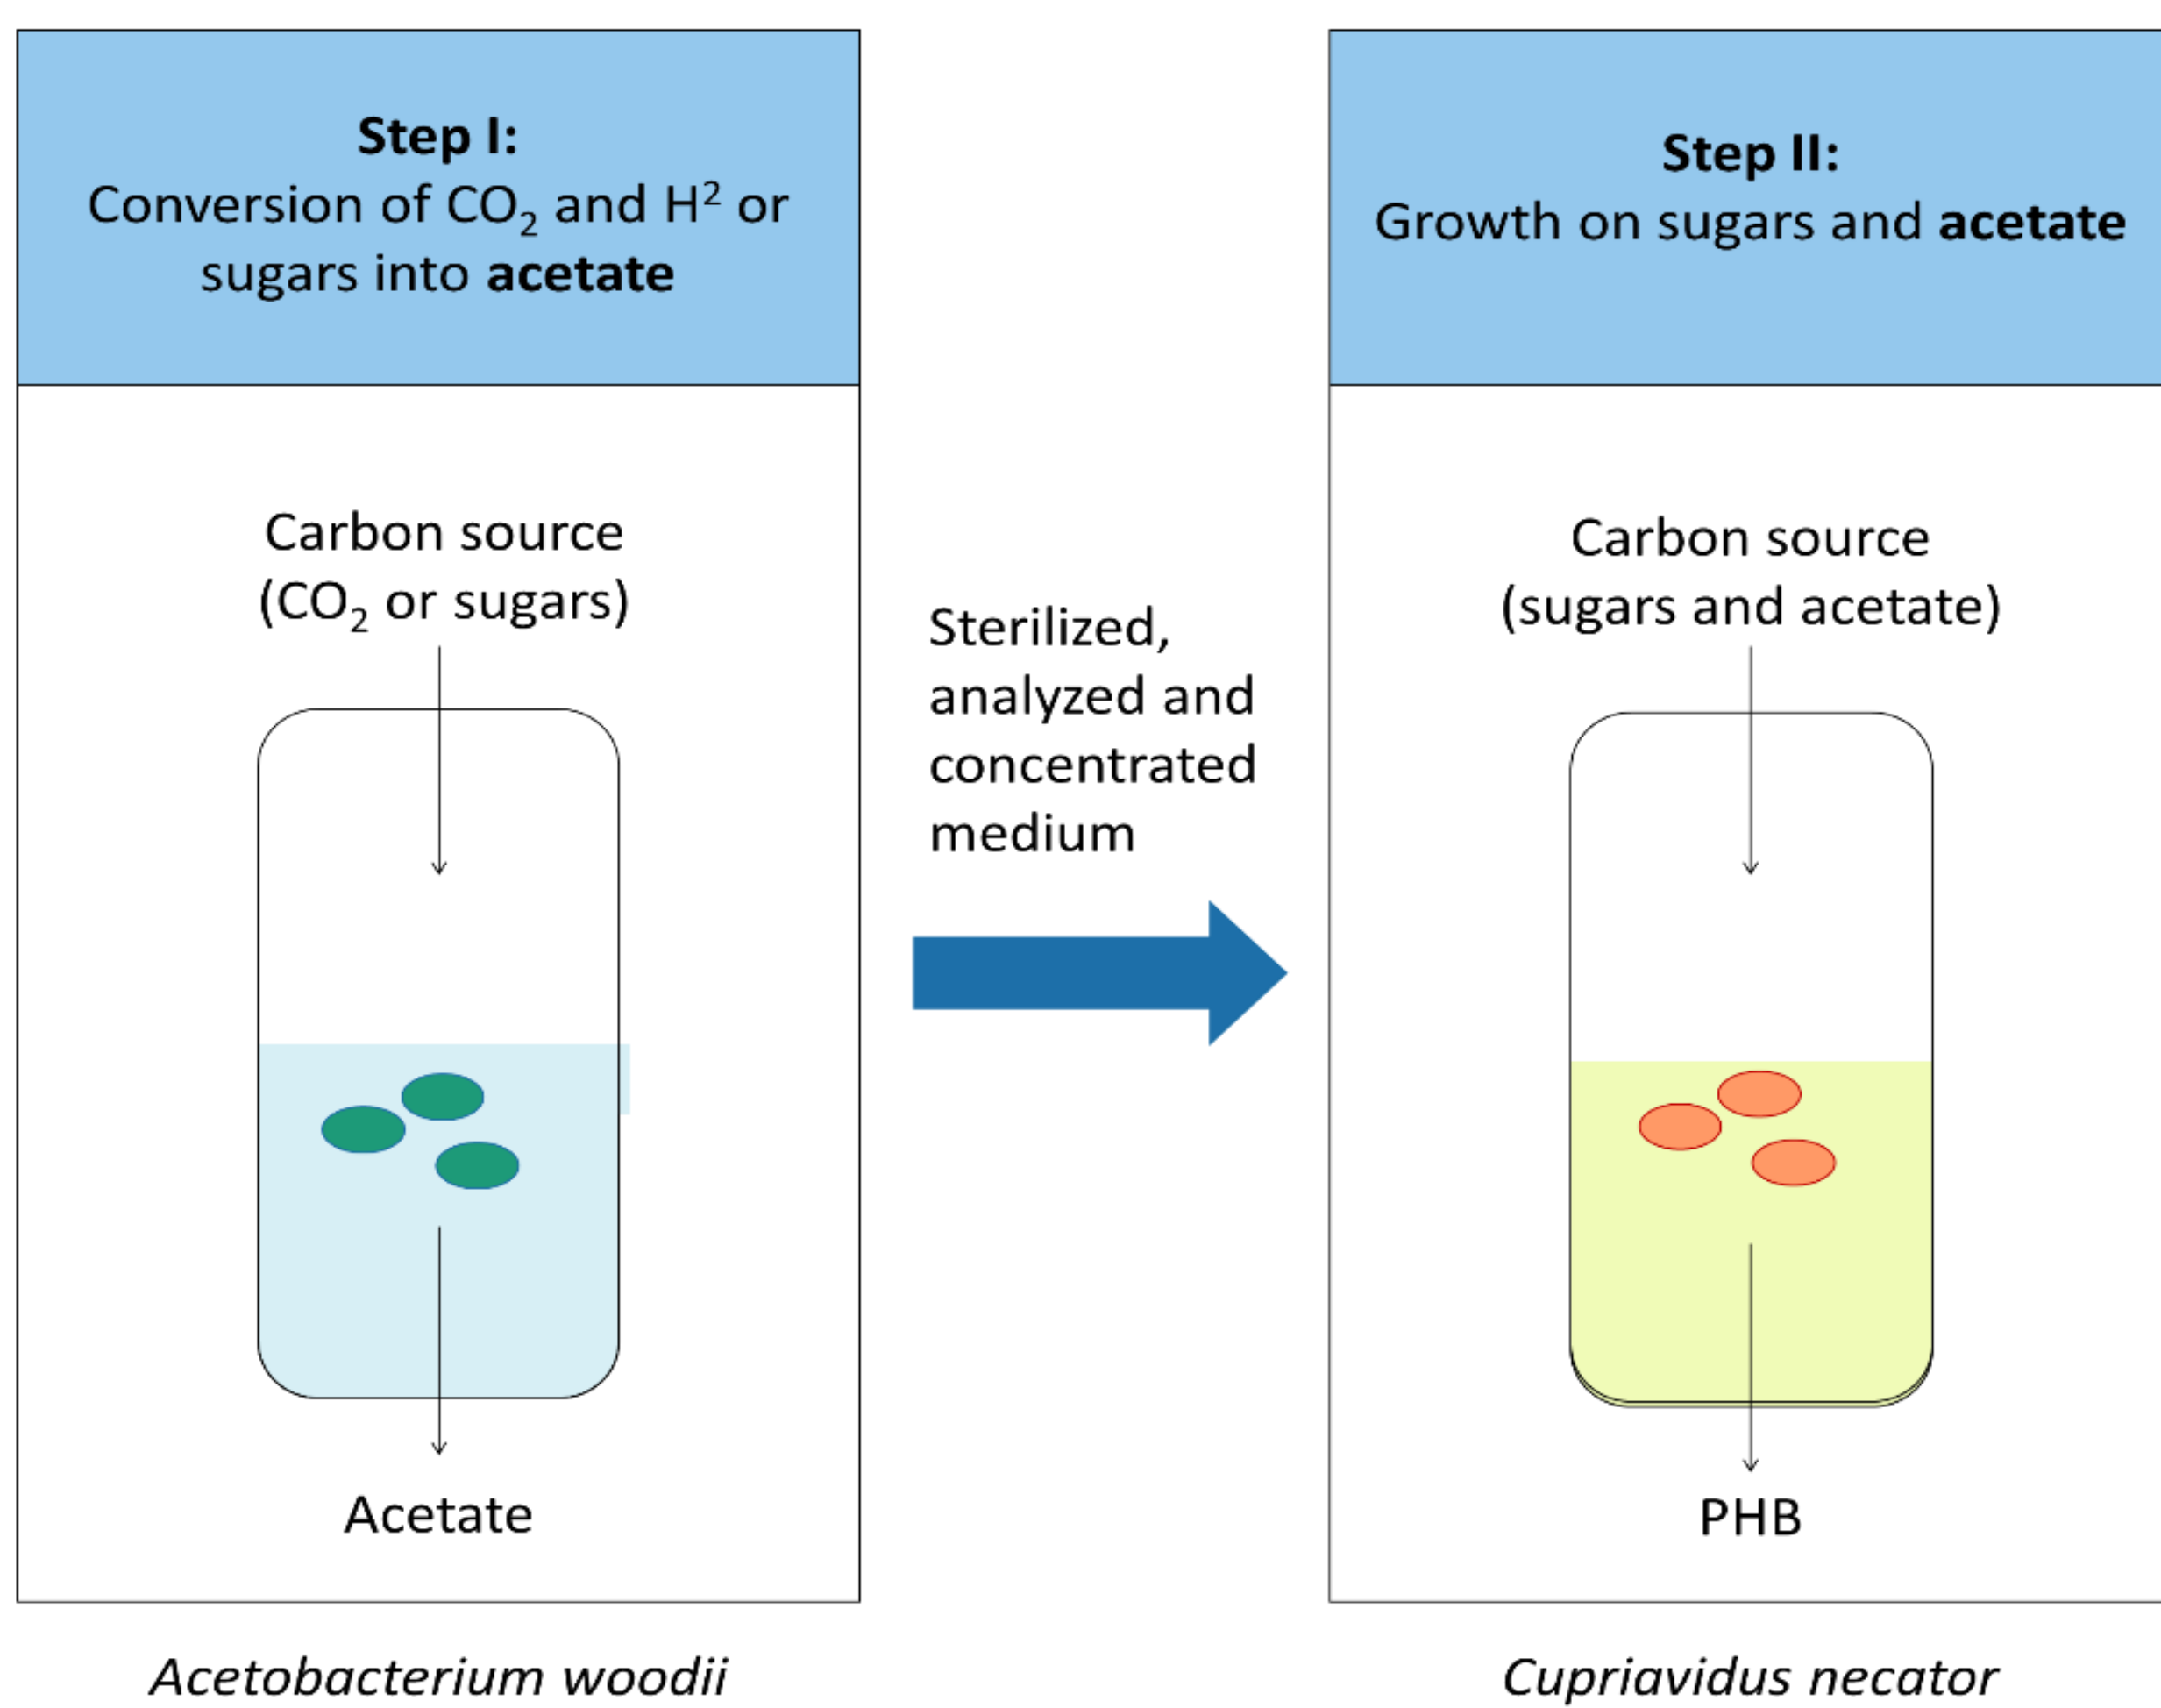 Step I:
Conversion of CO₂ and H² or
sugars into acetate
Carbon source
(CO₂ or sugars)
Acetate
Acetobacterium woodii
Sterilized,
analyzed and
concentrated
medium
Step II:
Growth on sugars and acetate
Carbon source
(sugars and acetate)
PHB
Cupriavidus necator